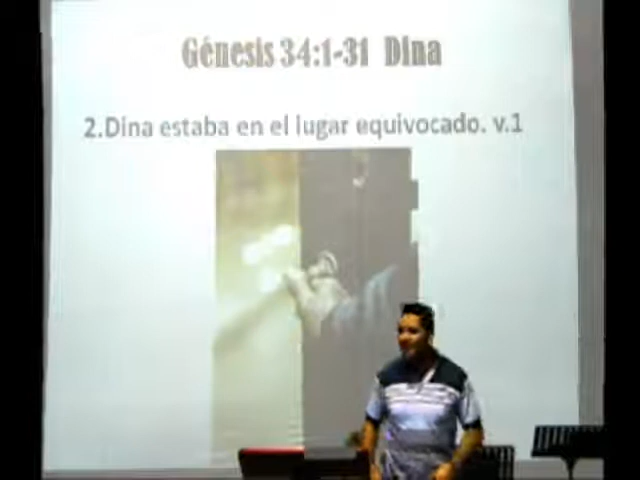 Génesis 34:1-31 Dina
2.Dina estaba en el lugar equivocado. v.1